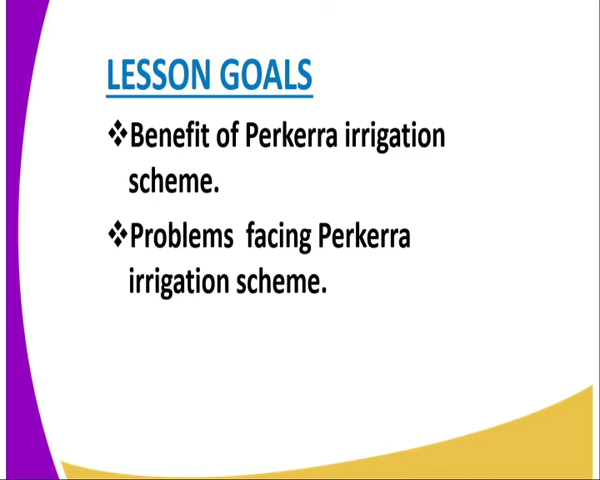 LESSON GOALS
❖Benefit of Perkerra irrigation
scheme.
❖Problems  facing Perkerra
irrigation scheme.